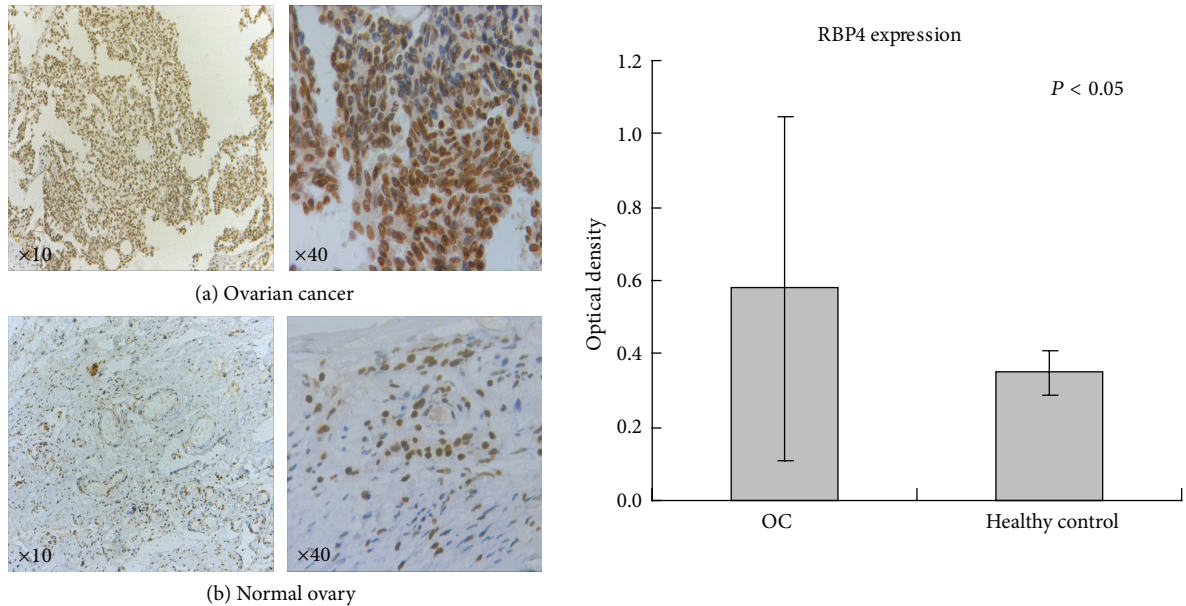 ×10
×40
(a) Ovarian cancer
×10
×40
(b) Normal ovary
RBP4 expression
P < 0.05
Optical density
1.2
1.0
0.8
0.6
0.4
0.2
0.0
OC
Healthy control